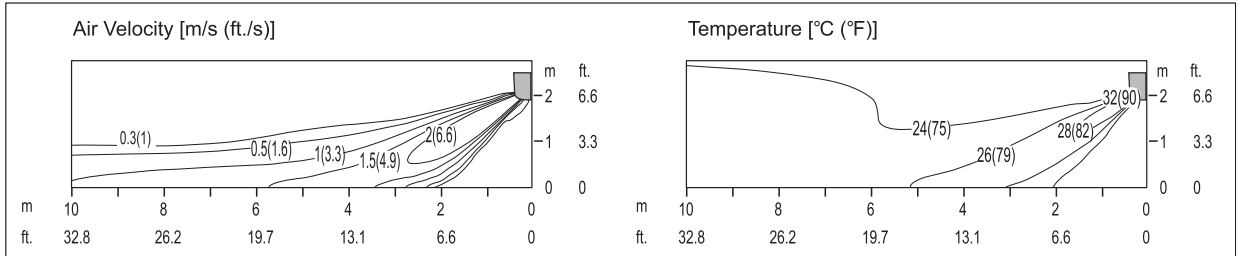 Air Velocity [m/s (ft./s)]
m ft.
2 6.6
1 3.3
0 0
0.3(1)
0.5(1.6)
1(3.3)
1.5(4.9)
2(6.6)
m 10 8 6 4 2 0
ft. 32.8 26.2 19.7 13.1 6.6 0
Temperature [°C (°F)]
m ft.
2 6.6
1 3.3
0 0
32(90)
24(75)
28(82)
26(79)
m 10 8 6 4 2 0
ft. 32.8 26.2 19.7 13.1 6.6 0